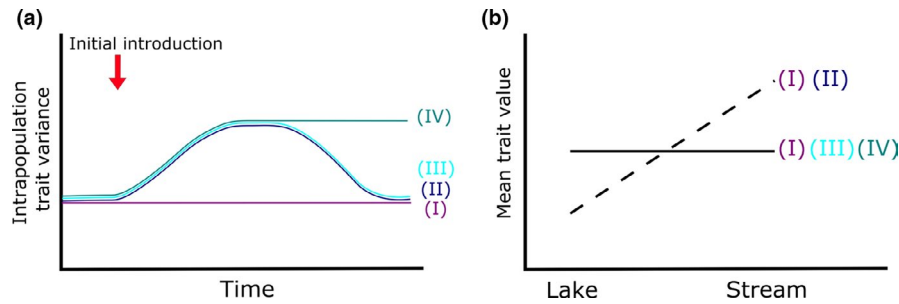 (a)
Initial introduction
Intrapopulation
trait variance
(IV)
(III)
(II)
(I)
Time
(b)
Mean trait value
(I) (II)
(I) (III) (IV)
Lake
Stream